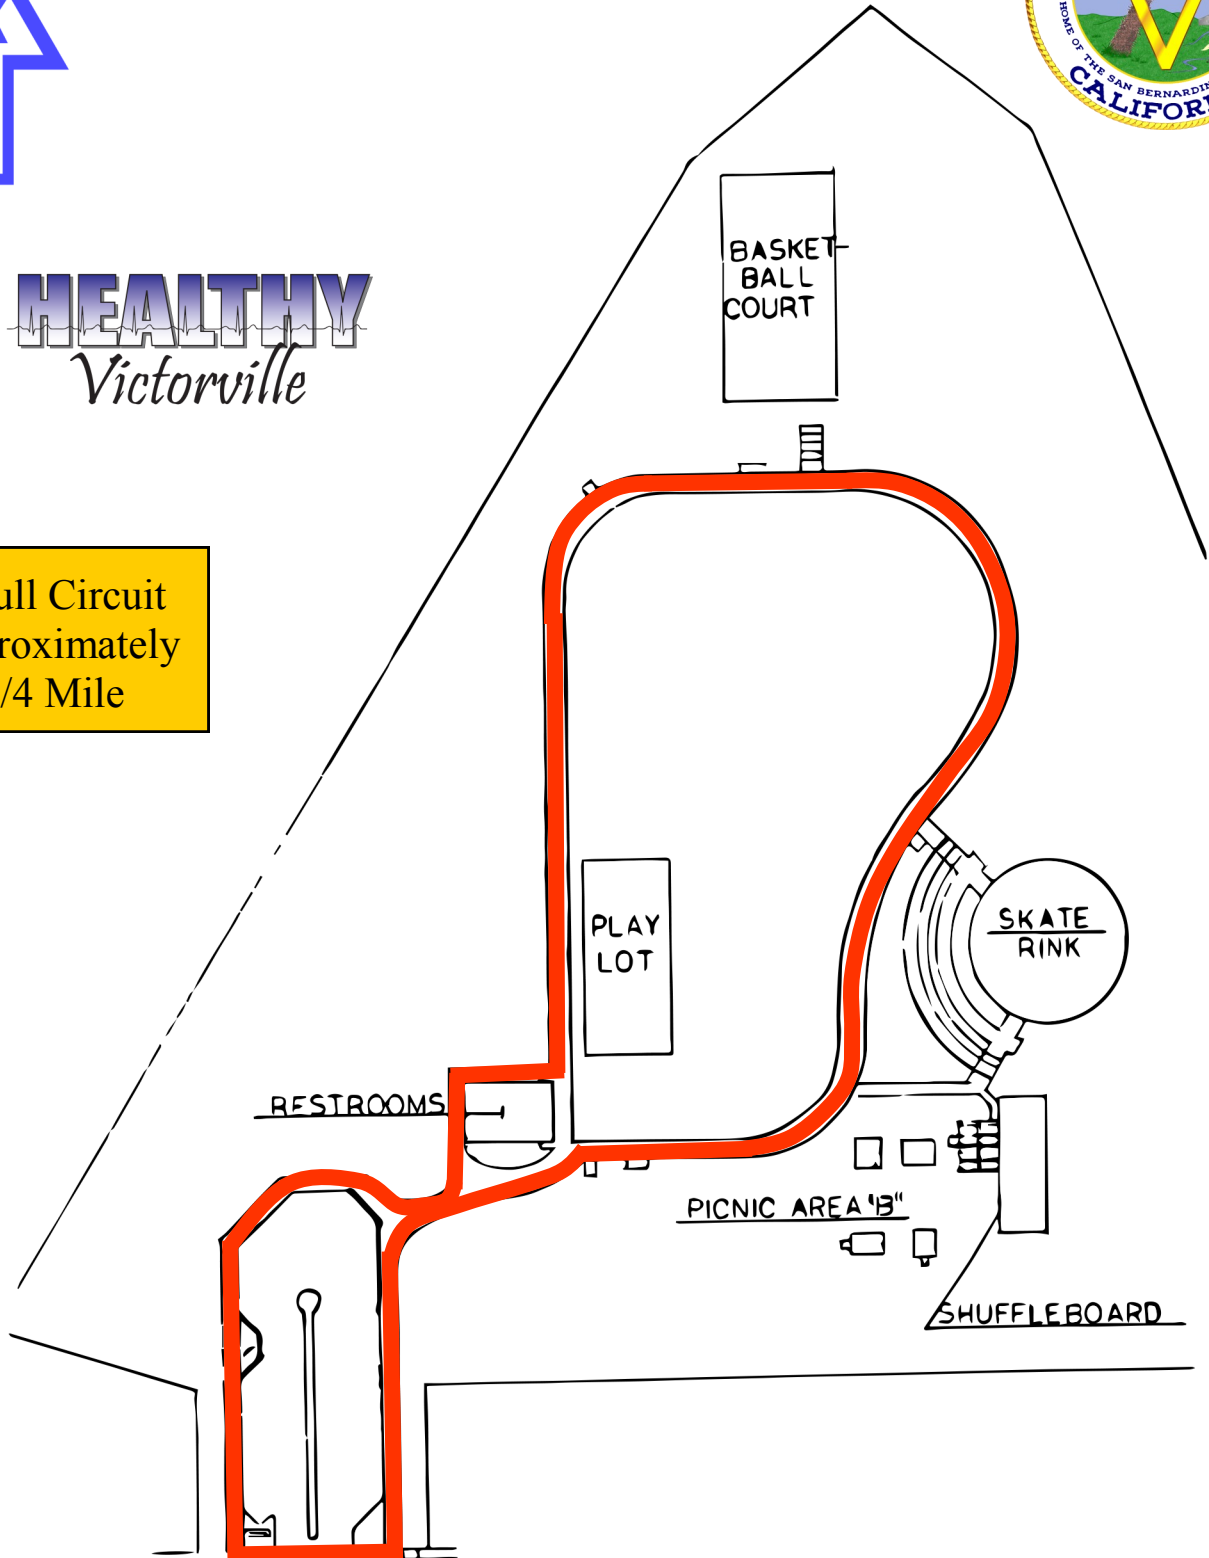 HOME OF THE SAN BERNARDIN
CALIFOR
HEALTHY
Victorville
BASKET-
BALL
COURT
ull Circuit
roximately
/4 Mile
PLAY
LOT
SKATE
RINK
RESTROOMS
PICNIC AREA "B"
SHUFFLEBOARD